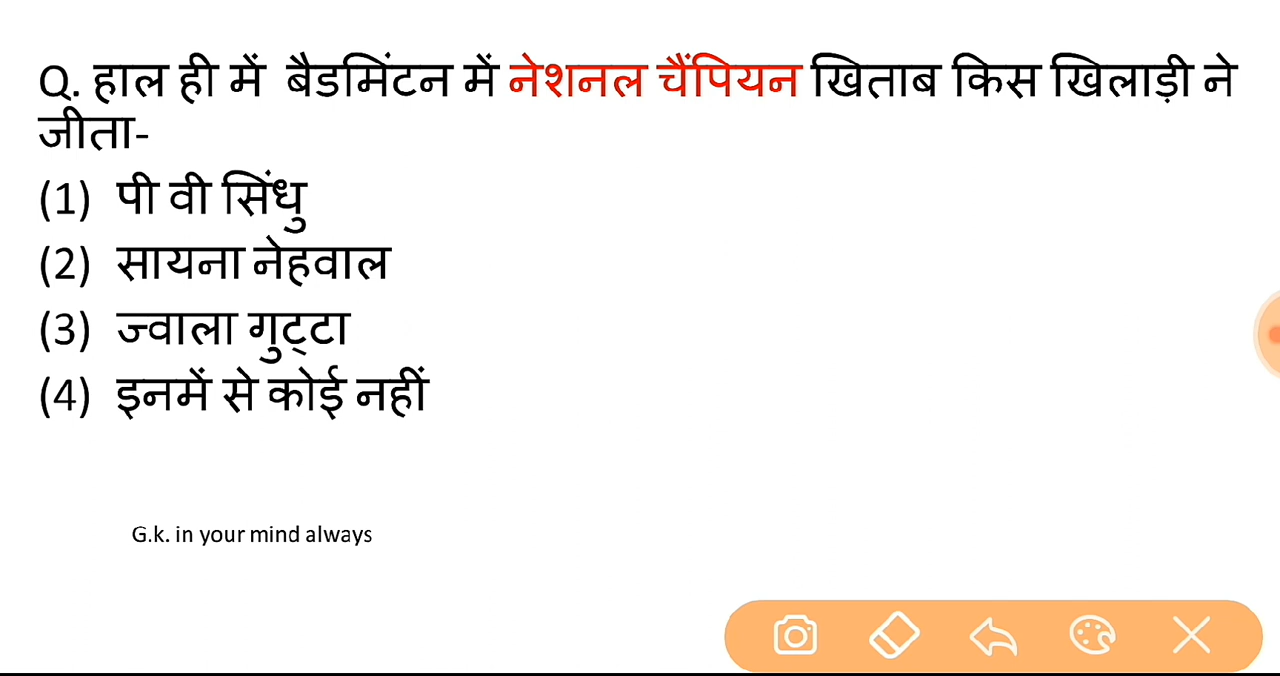 Q. हाल ही में बैडमिंटन में नेशनल चैंपियन खिताब किस खिलाड़ी ने
जीता-
(1) पी वी सिंधु
(2) सायना नेहवाल
(3) ज्वाला गुट्टा
(4) इनमें से कोई नहीं
G.k. in your mind always